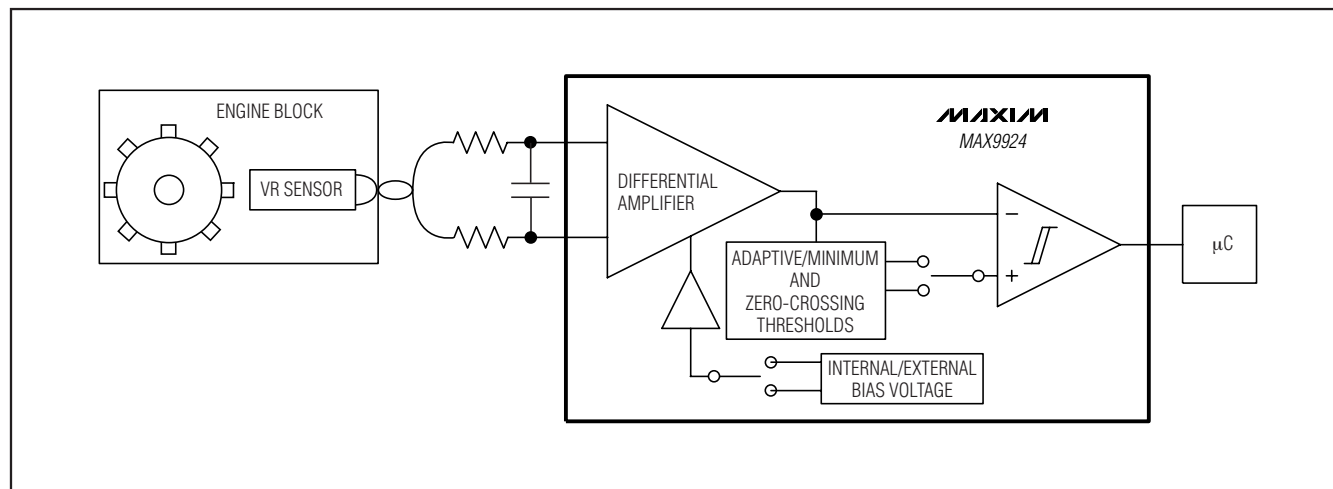 ENGINE BLOCK
VR SENSOR
DIFFERENTIAL
AMPLIFIER
MAXIM
MAX9924
ADAPTIVE/MINIMUM
AND
ZERO-CROSSING
THRESHOLDS
−
+
INTERNAL/EXTERNAL
BIAS VOLTAGE
μC